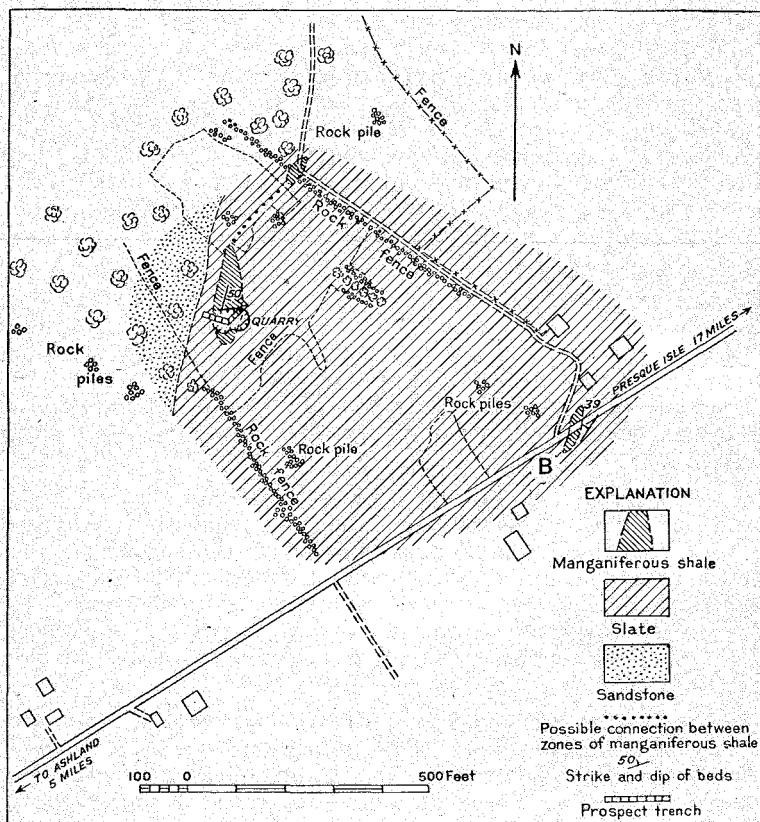 N
Fence
Rock pile
Rock
fence
Fence
50
QUARRY
Fence
Rock
piles
PRESQUE ISLE 17 MILES
39
Rock piles
Rock
fence
Rock pile
B
EXPLANATION
Manganiferous shale
Slate
Sandstone
Possible connection between
zones of manganiferous shale
50
Strike and dip of beds
Prospect trench
TO ASHLAND
5 MILES
100 0 500 Feet